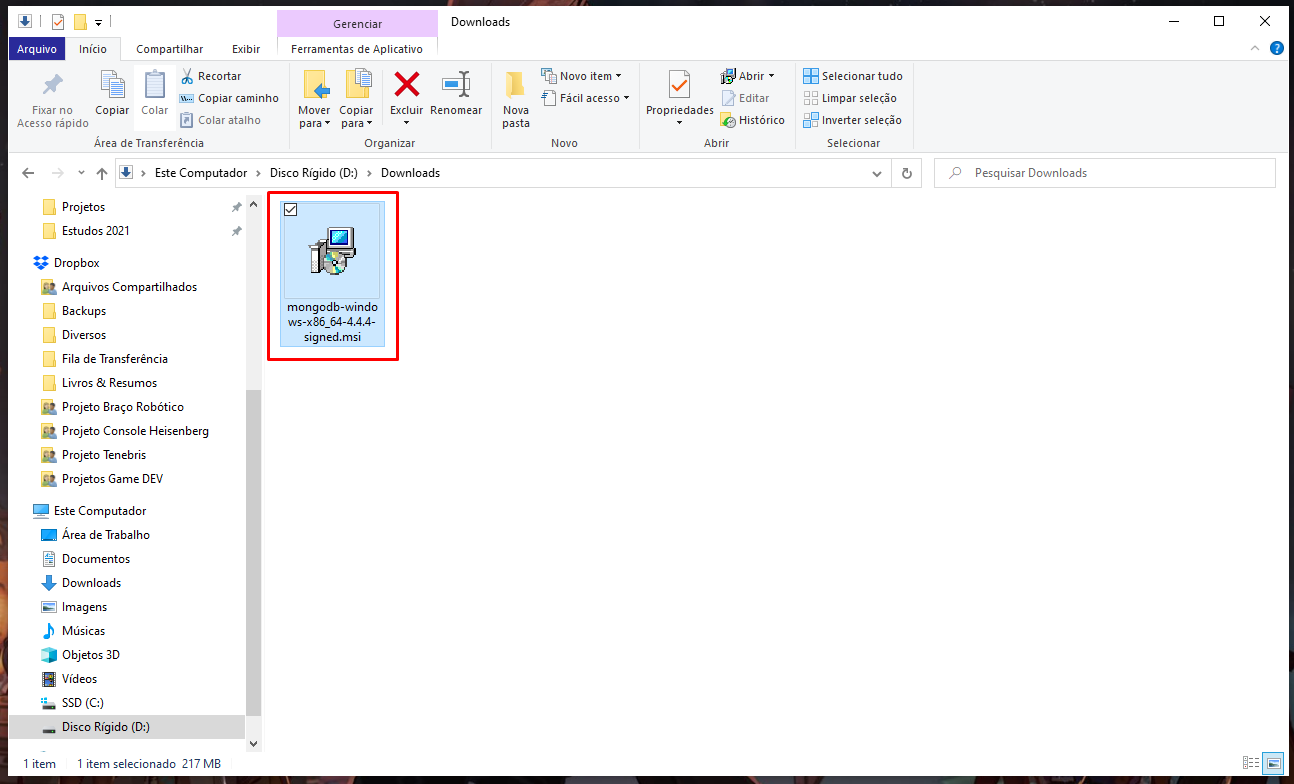 Gerenciar
Downloads
Arquivo
Início
Compartilhar
Exibir
Ferramentas de Aplicativo
Fixar no
Acesso rápido
Copiar
Colar
Recortar
Copiar caminho
Colar atalho
Área de Transferência
Mover
para
Copiar
para
Excluir
Renomear
Organizar
Nova
pasta
Novo item
Fácil acesso
Novo
Propriedades
Abrir
Editar
Histórico
Abrir
Selecionar tudo
Limpar seleção
Inverter seleção
Selecionar
Este Computador > Disco Rígido (D:) > Downloads
Pesquisar Downloads
Projetos
Estudos 2021
Dropbox
Arquivos Compartilhados
Backups
Diversos
Fila de Transferência
Livros & Resumos
Projeto Braço Robótico
Projeto Console Heisenberg
Projeto Tenebris
Projetos Game DEV
Este Computador
Área de Trabalho
Documentos
Downloads
Imagens
Músicas
Objetos 3D
Vídeos
SSD (C:)
Disco Rígido (D:)
mongodb-windo
ws-x86_64-4.4.4-
signed.msi
1 item
1 item selecionado 217 MB